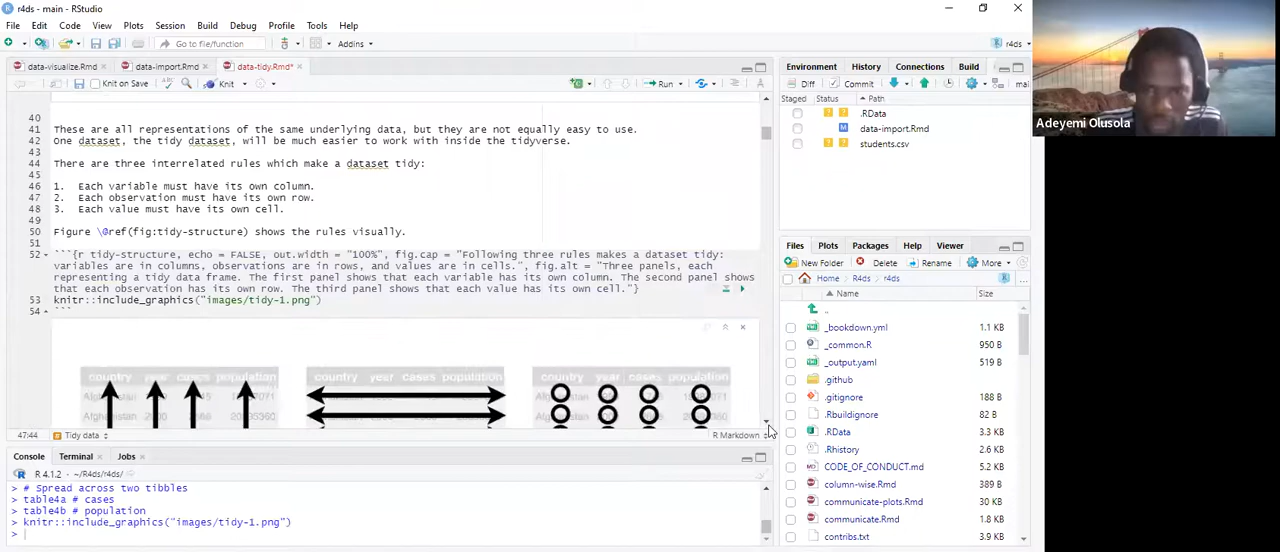 r4ds - main - RStudio
File Edit Code View Plots Session Build Debug Profile Tools Help
Go to file/function Addins r4ds
data-visualize.Rmd data-import.Rmd data-tidy.Rmd*
Knit on Save Knit Run
40
41 These are all representations of the same underlying data, but they are not equally easy to use.
42 One dataset, the tidy dataset, will be much easier to work with inside the tidyverse.
43
44 There are three interrelated rules which make a dataset tidy:
45
46 1. Each variable must have its own column.
47 2. Each observation must have its own row.
48 3. Each value must have its own cell.
49
50 Figure \@ref(fig:tidy-structure) shows the rules visually.
51
52 ```{r tidy-structure, echo = FALSE, out.width = "100%", fig.cap = "Following three rules makes a dataset tidy:
variables are in columns, observations are in rows, and values are in cells.", fig.alt = "Three panels, each
representing a tidy data frame. The first panel shows that each variable has its own column. The second panel shows
that each observation has its own row. The third panel shows that each value has its own cell."}
53 knitr::include_graphics("images/tidy-1.png")
54 ```
country year cases population
country year cases population
country year cases population
47:44 Tidy data R Markdown
Console Terminal Jobs
R 4.1.2 · ~/R4ds/r4ds/
> # Spread across two tibbles
> table4a # cases
> table4b # population
> knitr::include_graphics("images/tidy-1.png")
>
Environment History Connections Build
Diff Commit mai
Staged Status Path
.RData
M data-import.Rmd
students.csv
Files Plots Packages Help Viewer
New Folder Delete Rename More
Home R4ds r4ds ...
Name Size
..
_bookdown.yml 1.1 KB
_common.R 950 B
_output.yaml 519 B
.github
.gitignore 188 B
.Rbuildignore 82 B
.RData 3.3 KB
.Rhistory 2.6 KB
CODE_OF_CONDUCT.md 5.2 KB
column-wise.Rmd 389 B
communicate-plots.Rmd 30 KB
communicate.Rmd 1.8 KB
contribs.txt 3.9 KB
Adeyemi Olusola